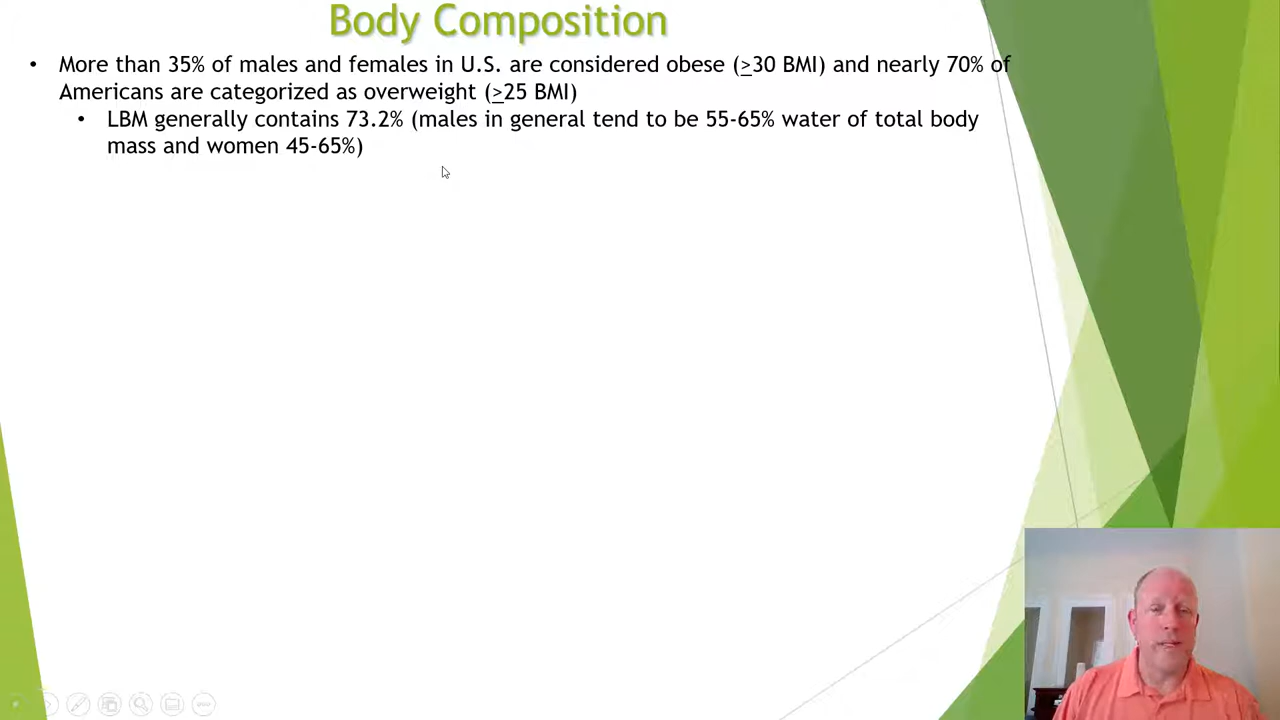 Body Composition
• More than 35% of males and females in U.S. are considered obese (≥30 BMI) and nearly 70% of
Americans are categorized as overweight (≥25 BMI)
• LBM generally contains 73.2% (males in general tend to be 55-65% water of total body
mass and women 45-65%)